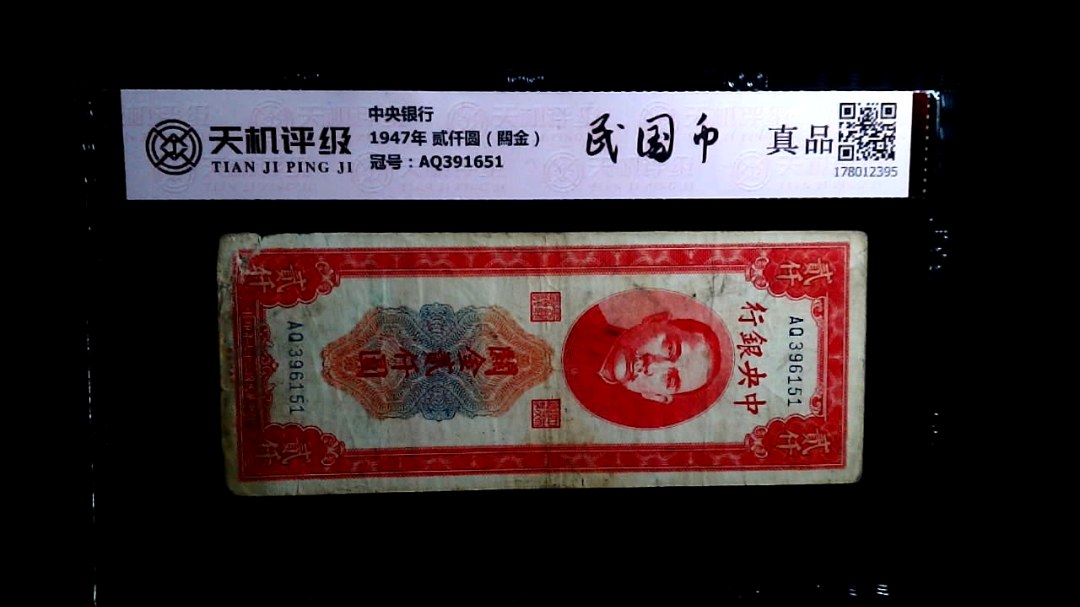 天机评级
TIAN JI PING JI
中央银行
1947年 贰仟圆（關金）
冠号：AQ391651
民国币
真品
178012395
貳仟
貳仟
AQ396151
中央銀行
關金貳仟圓
AQ396151
貳仟
貳仟